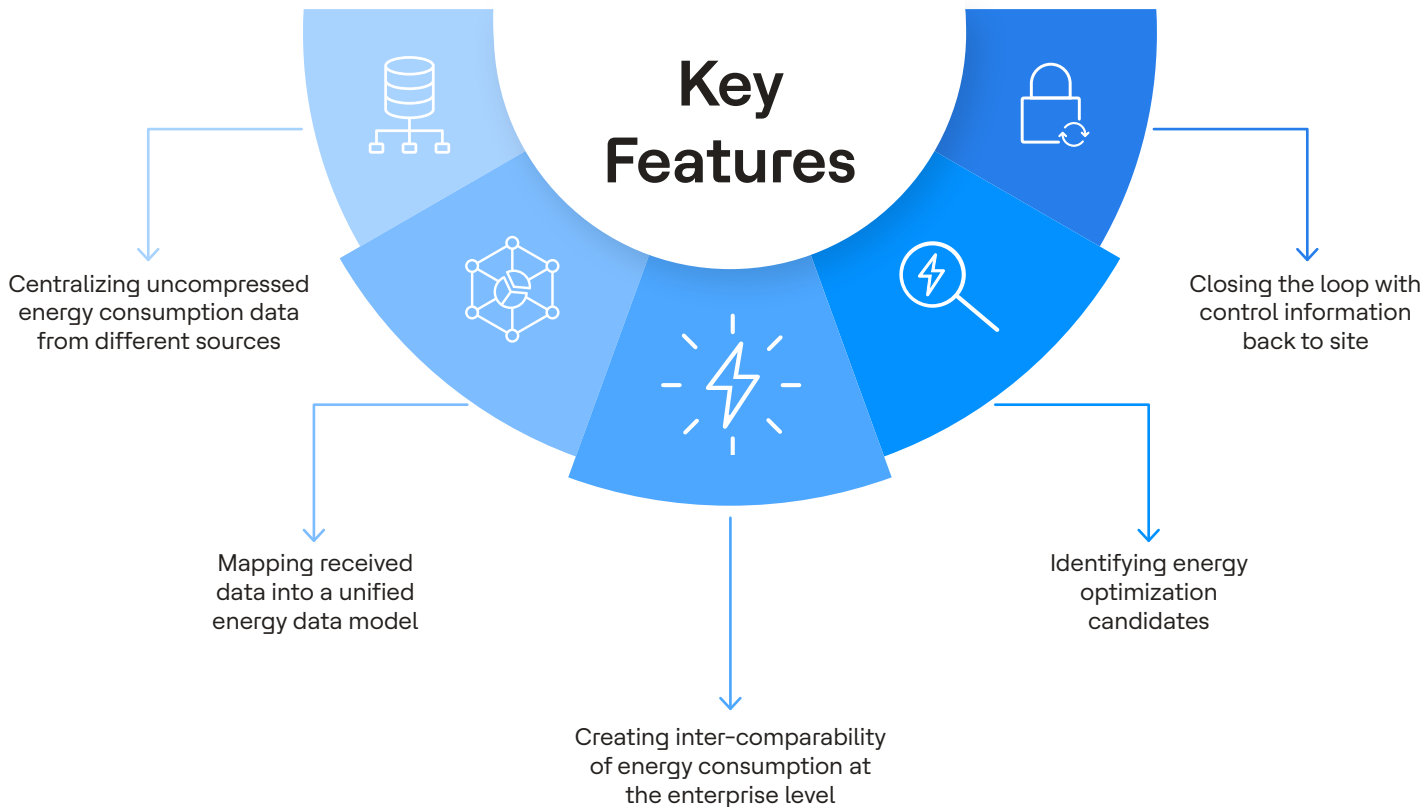 Key
Features
Centralizing uncompressed
energy consumption data
from different sources
Mapping received
data into a unified
energy data model
Creating inter-comparability
of energy consumption at
the enterprise level
Identifying energy
optimization
candidates
Closing the loop with
control information
back to site